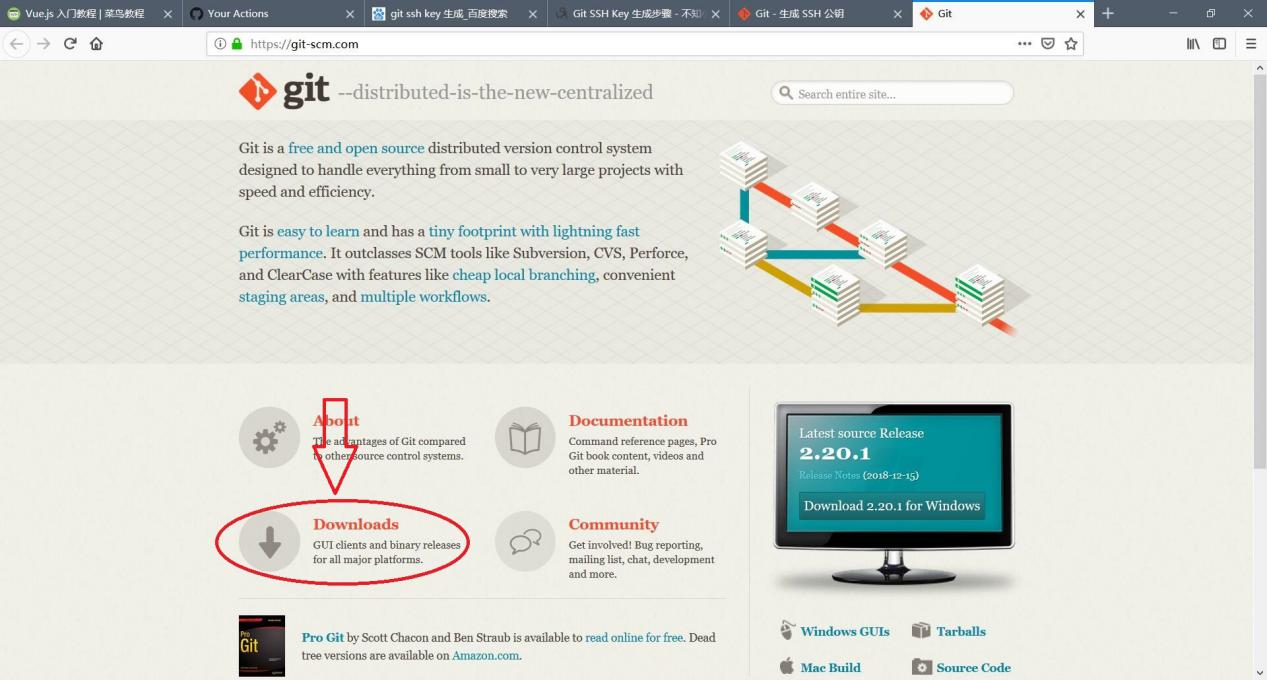 Vue.js 入门教程 | 菜鸟教程
Your Actions
git ssh key 生成_百度搜索
Git SSH Key 生成步骤 - 不知
Git - 生成 SSH 公钥
Git
https://git-scm.com
git --distributed-is-the-new-centralized
Search entire site...
Git is a free and open source distributed version control system
designed to handle everything from small to very large projects with
speed and efficiency.
Git is easy to learn and has a tiny footprint with lightning fast
performance. It outclasses SCM tools like Subversion, CVS, Perforce,
and ClearCase with features like cheap local branching, convenient
staging areas, and multiple workflows.
About
The advantages of Git compared
to other source control systems.
Documentation
Command reference pages, Pro
Git book content, videos and
other material.
Downloads
GUI clients and binary releases
for all major platforms.
Community
Get involved! Bug reporting,
mailing list, chat, development
and more.
Latest source Release
2.20.1
Release Notes (2018-12-15)
Download 2.20.1 for Windows
Pro
Git
Pro Git by Scott Chacon and Ben Straub is available to read online for free. Dead
tree versions are available on Amazon.com.
Windows GUIs
Tarballs
Mac Build
Source Code